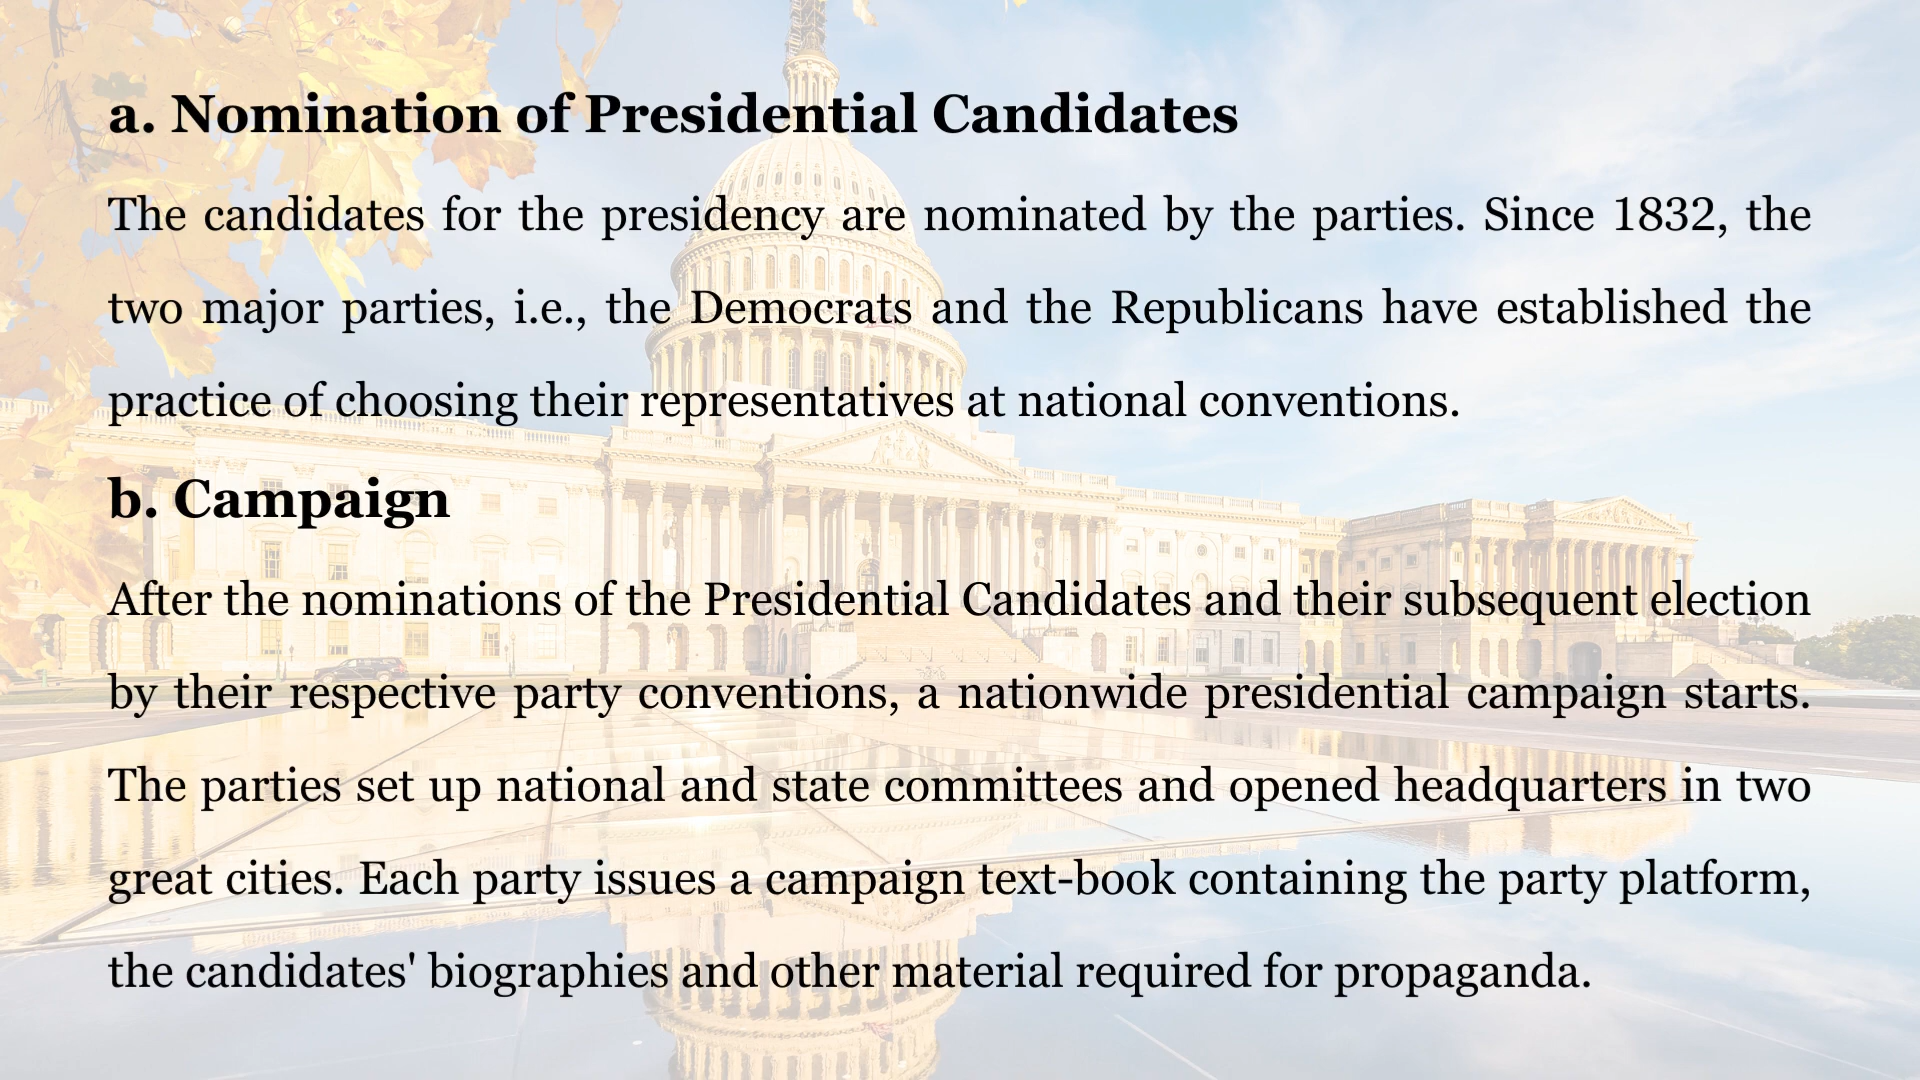 a. Nomination of Presidential Candidates
The candidates for the presidency are nominated by the parties. Since 1832, the
two major parties, i.e., the Democrats and the Republicans have established the
practice of choosing their representatives at national conventions.
b. Campaign
After the nominations of the Presidential Candidates and their subsequent election
by their respective party conventions, a nationwide presidential campaign starts.
The parties set up national and state committees and opened headquarters in two
great cities. Each party issues a campaign text-book containing the party platform,
the candidates' biographies and other material required for propaganda.